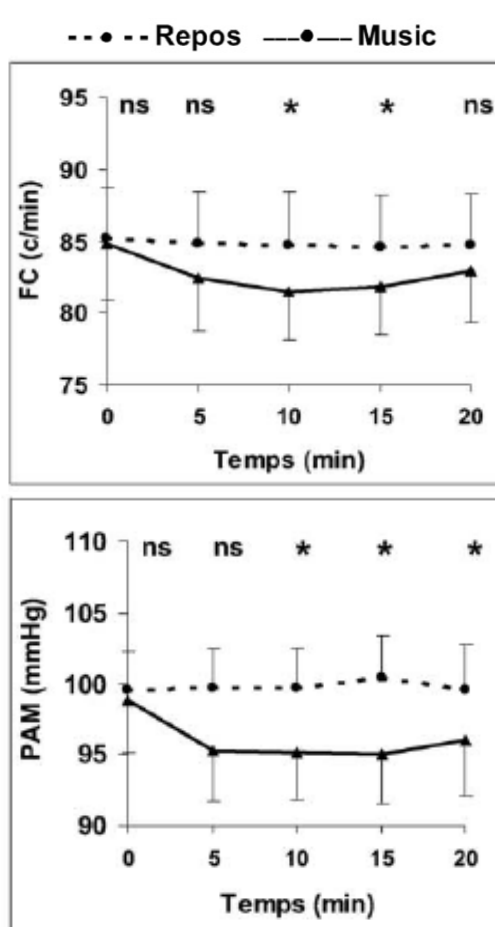 Repos Music
95
ns ns * * ns
90
85
80
75
FC (c/min)
0 5 10 15 20
Temps (min)
110
ns ns * * *
105
100
95
90
PAM (mmHg)
0 5 10 15 20
Temps (min)